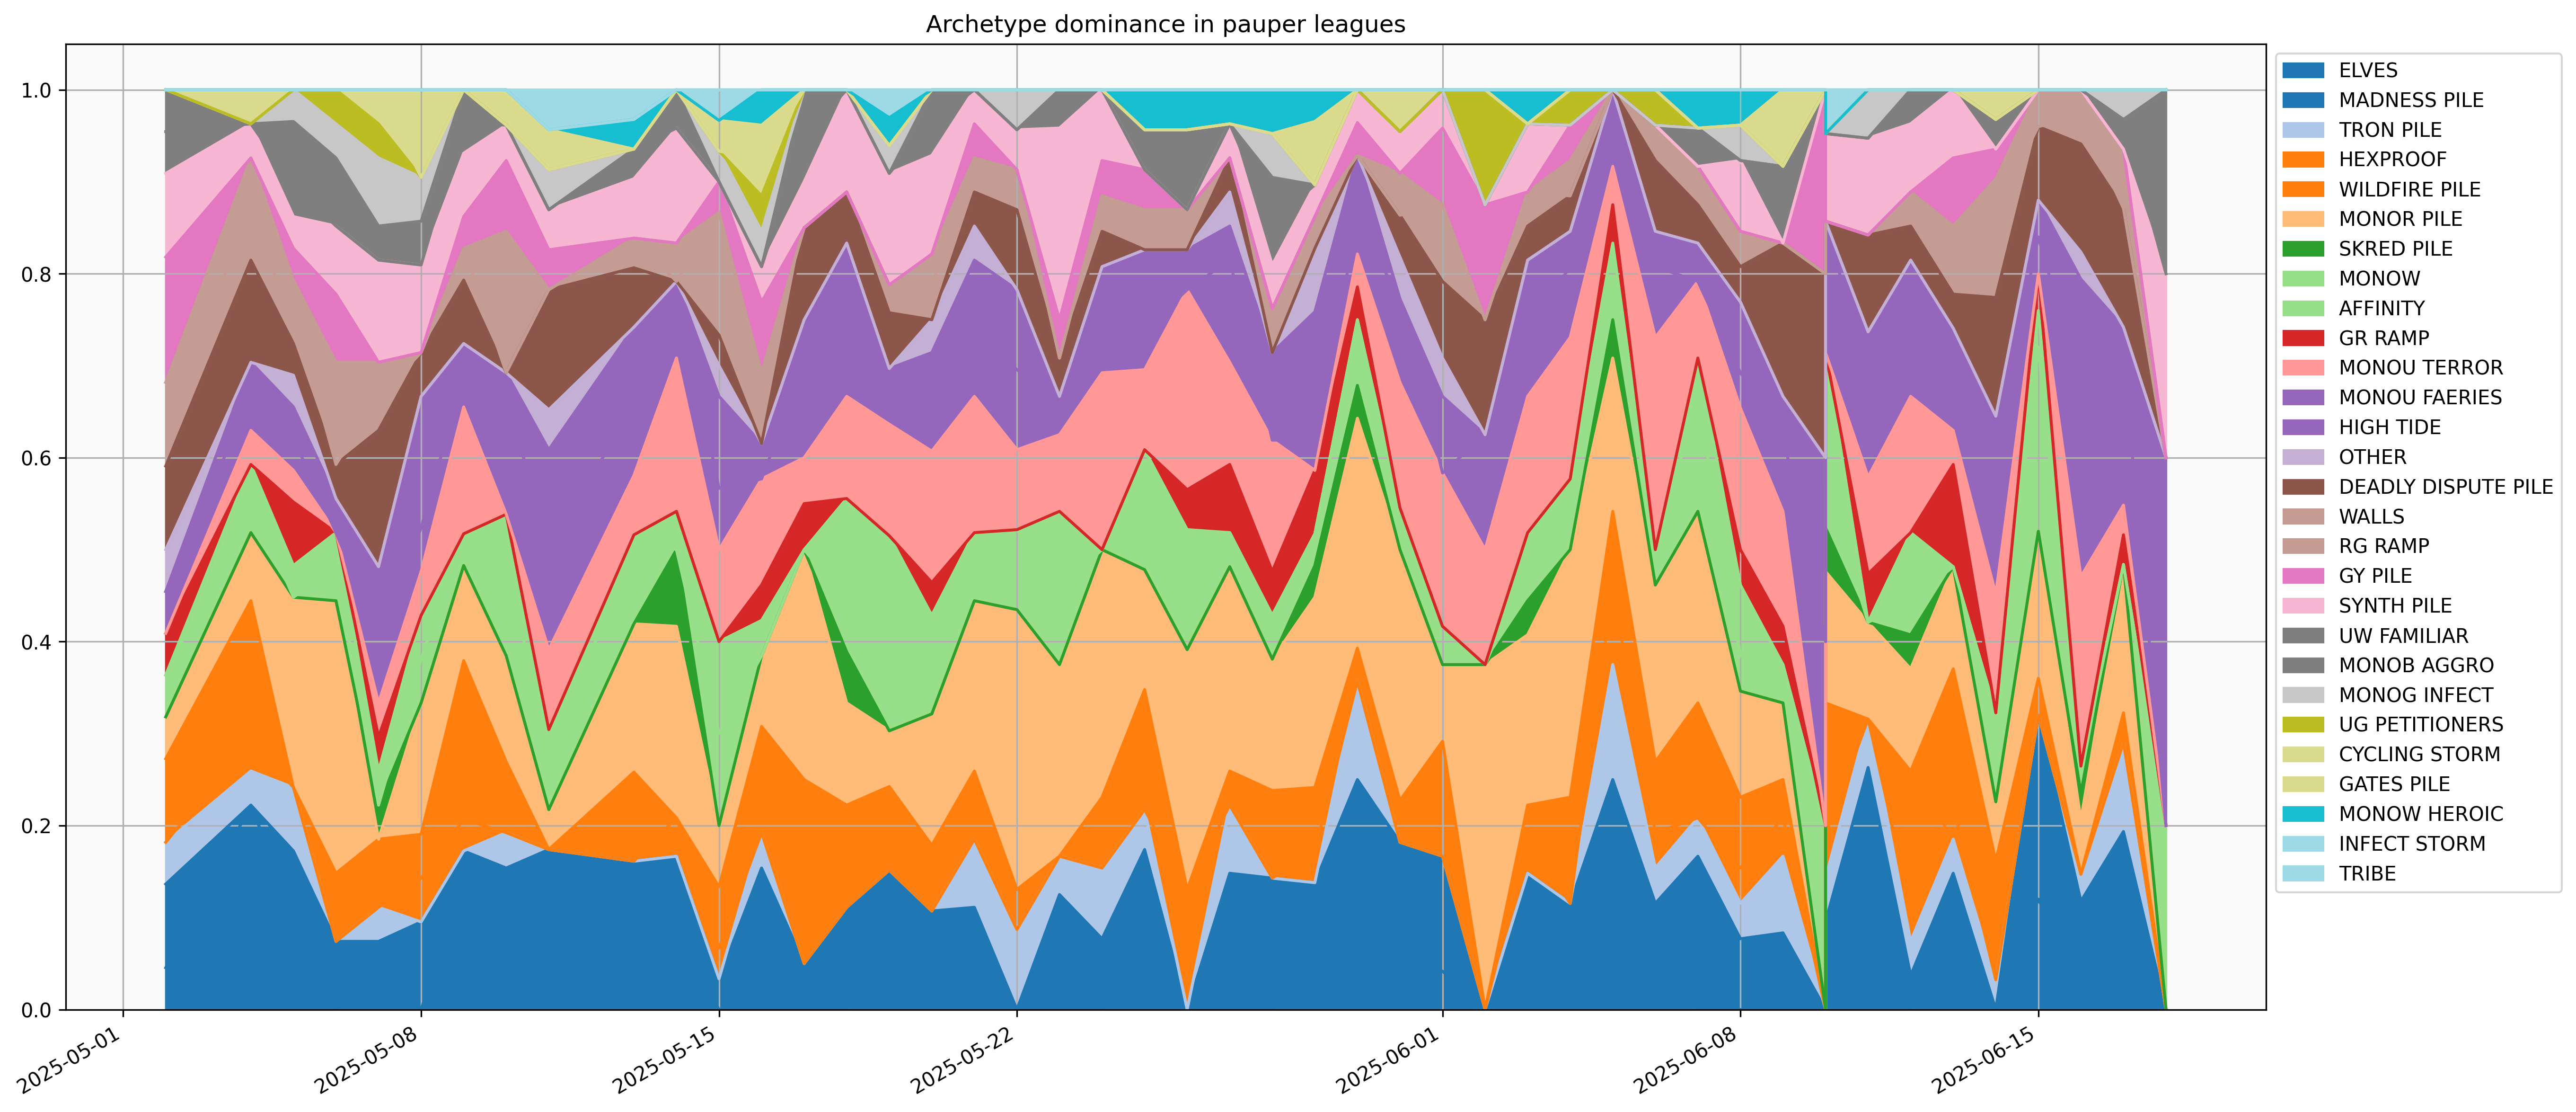 Archetype dominance in pauper leagues
1.0
0.8
0.6
0.4
0.2
0.0
2025-05-01
2025-05-08
2025-05-15
2025-05-22
2025-06-01
2025-06-08
2025-06-15
ELVES
MADNESS PILE
TRON PILE
HEXPROOF
WILDFIRE PILE
MONOR PILE
SKRED PILE
MONOW
AFFINITY
GR RAMP
MONOU TERROR
MONOU FAERIES
HIGH TIDE
OTHER
DEADLY DISPUTE PILE
WALLS
RG RAMP
GY PILE
SYNTH PILE
UW FAMILIAR
MONOB AGGRO
MONOG INFECT
UG PETITIONERS
CYCLING STORM
GATES PILE
MONOW HEROIC
INFECT STORM
TRIBE